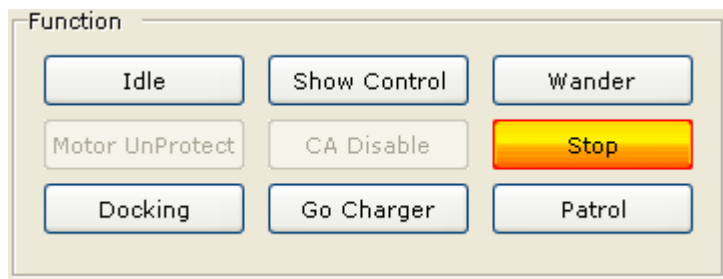 Function
Idle Show Control Wander
Motor UnProtect CA Disable Stop
Docking Go Charger Patrol